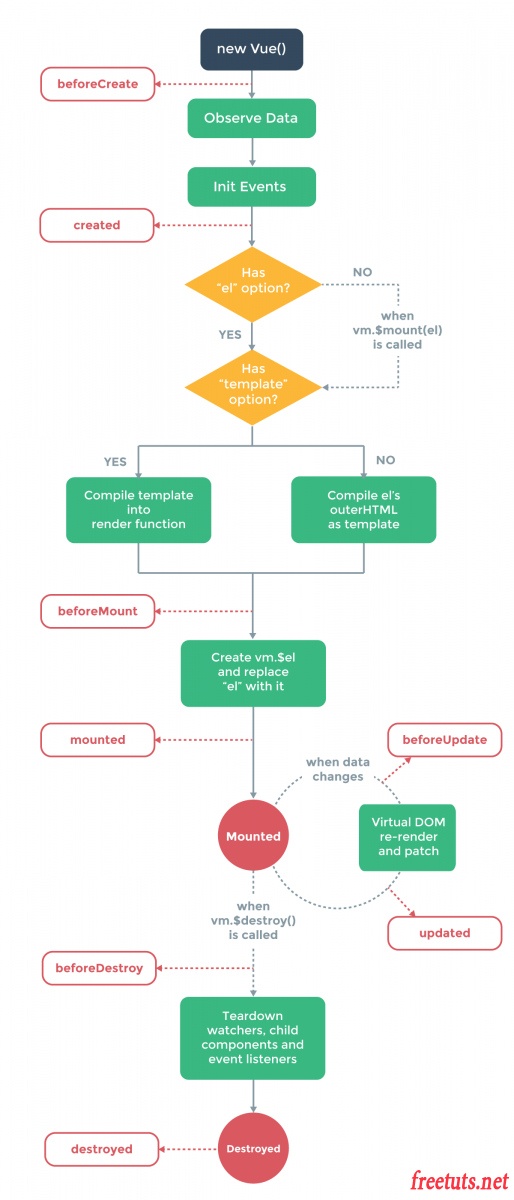 new Vue()
beforeCreate
Observe Data
Init Events
created
Has
"el" option?
NO
when
vm.$mount(el)
is called
YES
Has
"template"
option?
YES
NO
Compile template
into
render function
Compile el's
outerHTML
as template
beforeMount
Create vm.$el
and replace
"el" with it
mounted
beforeUpdate
when data
changes
Mounted
Virtual DOM
re-render
and patch
when
vm.$destroy()
is called
updated
beforeDestroy
Teardown
watchers, child
components and
event listeners
destroyed
Destroyed
freetuts.net